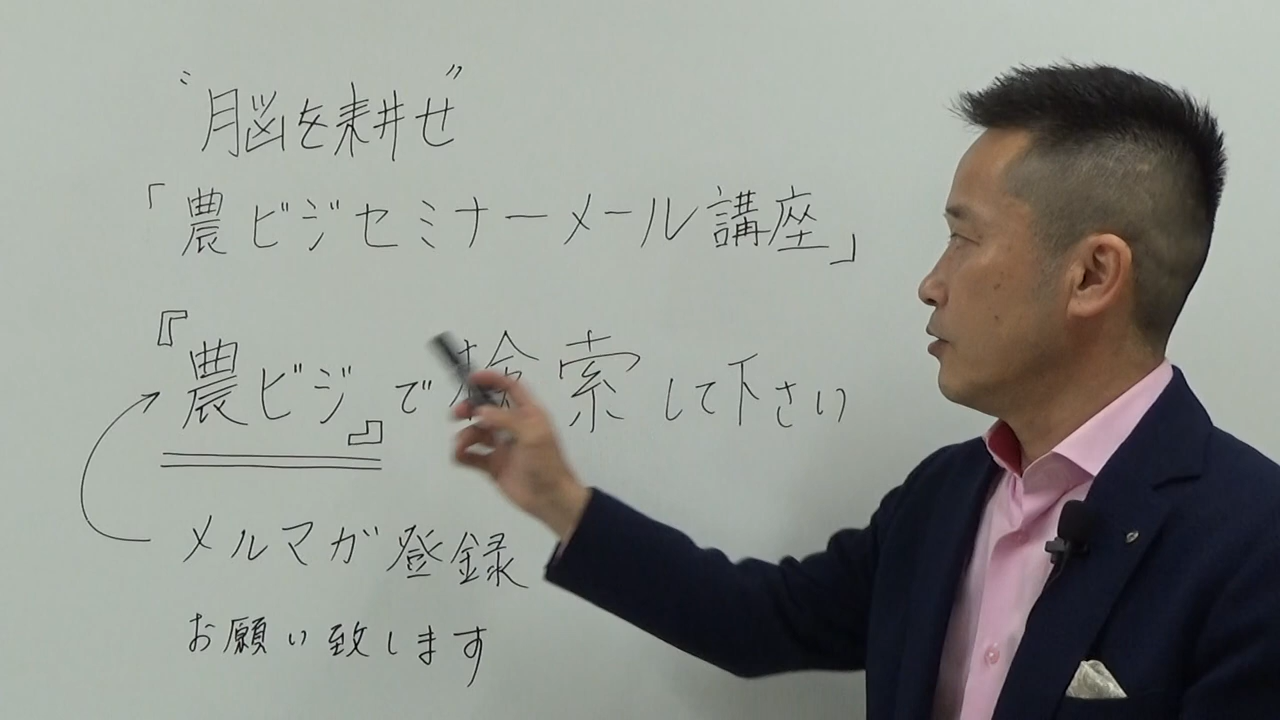 〝脳を耕せ〟
「農ビジセミナーメール講座」
『農ビジ』で検索して下さい
メルマガ登録
お願い致します